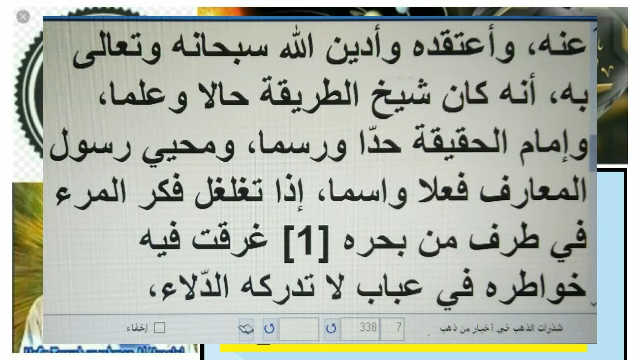 عنه، وأعتقده وأدين الله سبحانه وتعالى
به، أنه كان شيخ الطريقة حالا وعلما،
وإمام الحقيقة حدّا ورسما، ومحيي رسول
المعارف فعلا واسما، إذا تغلغل فكر المرء
في طرف من بحره [1] غرقت فيه
خواطره في عباب لا تدركه الدّلاء،
شذرات الذهب في أخبار من ذهب 7 338 إخفاء